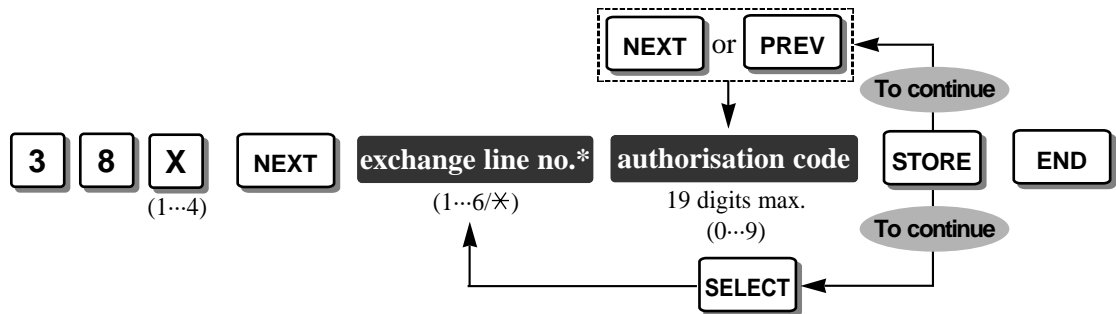 NEXT or PREV
To continue
3 8 X NEXT exchange line no.* authorisation code STORE END
(1···4) (1···6/✳) 19 digits max.
(0···9)
To continue
SELECT